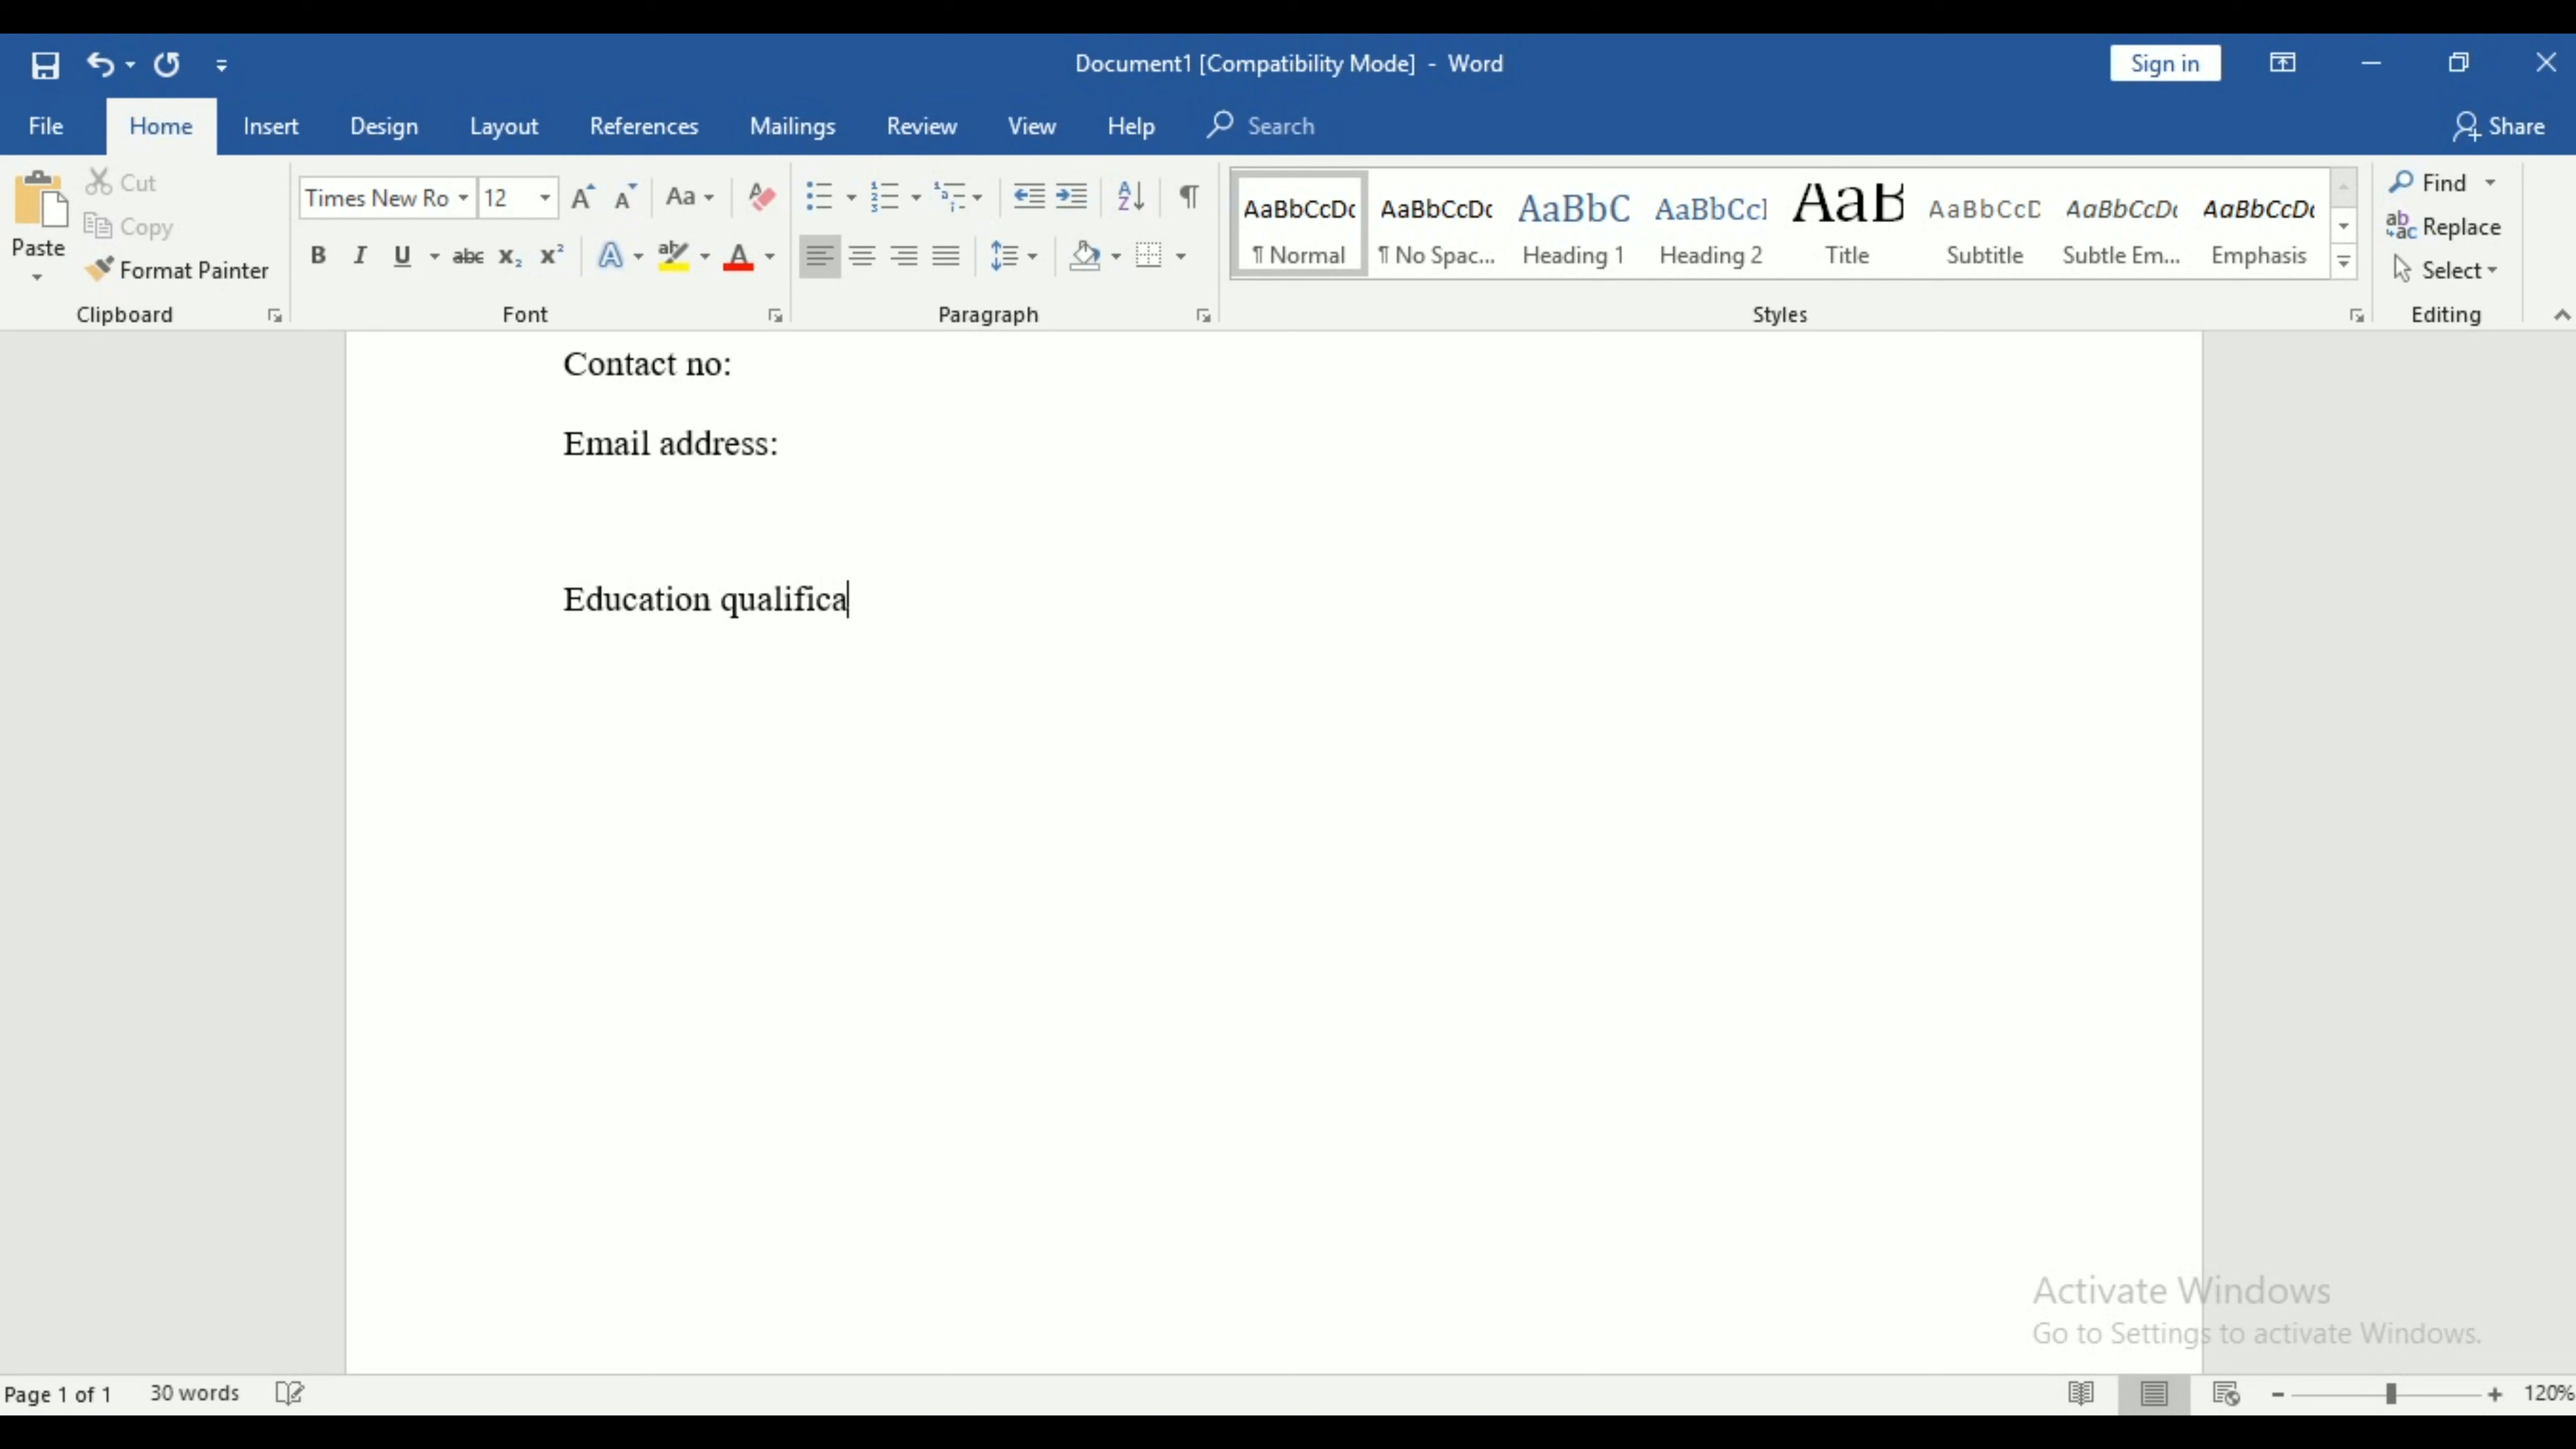 Document1 [Compatibility Mode] - Word
Sign in
File Home Insert Design Layout References Mailings Review View Help Search Share
Paste
Cut
Copy
Format Painter
Clipboard
Times New Ro 12
Font
Paragraph
AaBbCcDc AaBbCcDc AaBbC AaBbCcI AaB AaBbCcD AaBbCcDc AaBbCcDc
¶ Normal ¶ No Spac... Heading 1 Heading 2 Title Subtitle Subtle Em... Emphasis
Styles
Find
Replace
Select
Editing
Contact no:
Email address:
Education qualifica
Activate Windows
Go to Settings to activate Windows.
Page 1 of 1 30 words 120%